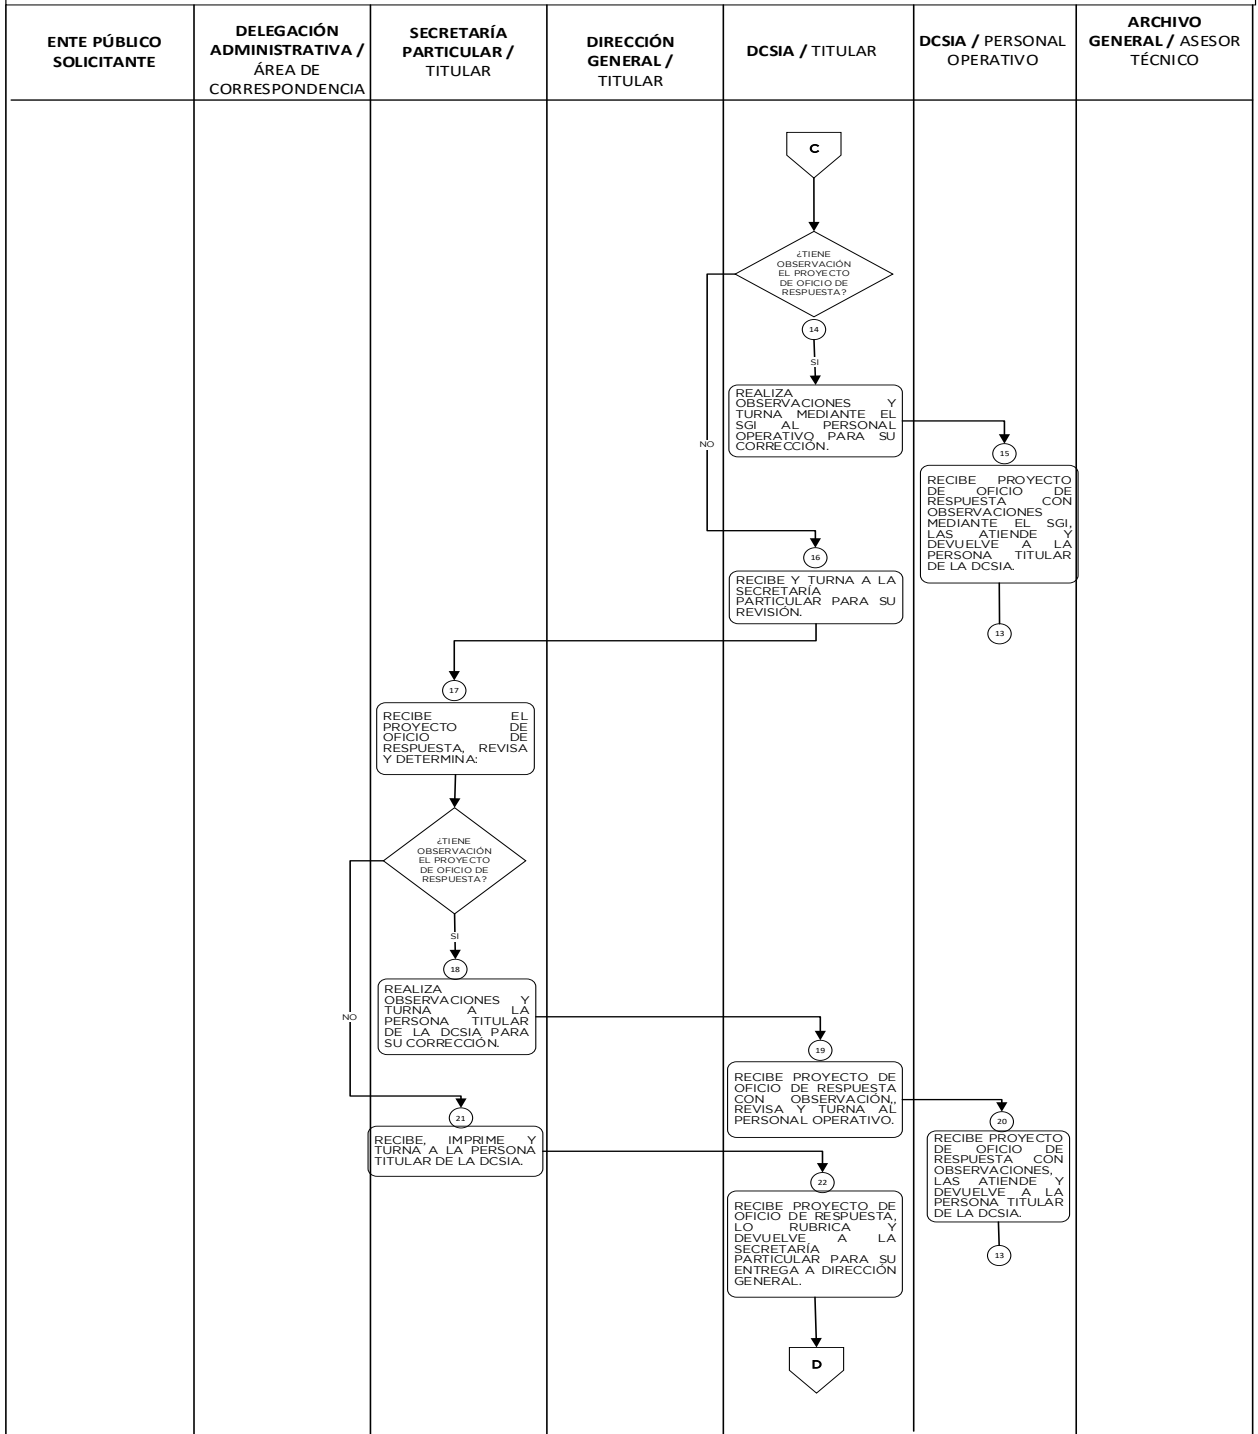 ENTE PÚBLICO
SOLICITANTE
DELEGACIÓN
ADMINISTRATIVA /
ÁREA DE
CORRESPONDENCIA
SECRETARÍA
PARTICULAR /
TITULAR
DIRECCIÓN
GENERAL /
TITULAR
DCSIA / TITULAR
DCSIA / PERSONAL
OPERATIVO
ARCHIVO
GENERAL / ASESOR
TÉCNICO
C
¿TIENE
OBSERVACIÓN
EL PROYECTO
DE OFICIO DE
RESPUESTA?
14
SI
NO
REALIZA
OBSERVACIONES Y
TURNA MEDIANTE EL
SGI AL PERSONAL
OPERATIVO PARA SU
CORRECCIÓN.
15
RECIBE PROYECTO
DE OFICIO DE
RESPUESTA CON
OBSERVACIONES
MEDIANTE EL SGI,
LAS ATIENDE Y
DEVUELVE A LA
PERSONA TITULAR
DE LA DCSIA.
13
16
RECIBE Y TURNA A LA
SECRETARÍA
PARTICULAR PARA SU
REVISIÓN.
17
RECIBE EL
PROYECTO DE
OFICIO DE
RESPUESTA, REVISA
Y DETERMINA:
¿TIENE
OBSERVACIÓN
EL PROYECTO
DE OFICIO DE
RESPUESTA?
SI
NO
18
REALIZA
OBSERVACIONES Y
TURNA A LA
PERSONA TITULAR
DE LA DCSIA PARA
SU CORRECCIÓN.
19
RECIBE PROYECTO DE
OFICIO DE RESPUESTA
CON OBSERVACIÓN,,
REVISA Y TURNA AL
PERSONAL OPERATIVO.
20
RECIBE PROYECTO
DE OFICIO DE
RESPUESTA CON
OBSERVACIONES,
LAS ATIENDE Y
DEVUELVE A LA
PERSONA TITULAR
DE LA DCSIA.
13
21
RECIBE, IMPRIME Y
TURNA A LA PERSONA
TITULAR DE LA DCSIA.
22
RECIBE PROYECTO DE
OFICIO DE RESPUESTA,
LO RUBRICA Y
DEVUELVE A LA
SECRETARÍA
PARTICULAR PARA SU
ENTREGA A DIRECCIÓN
GENERAL.
D